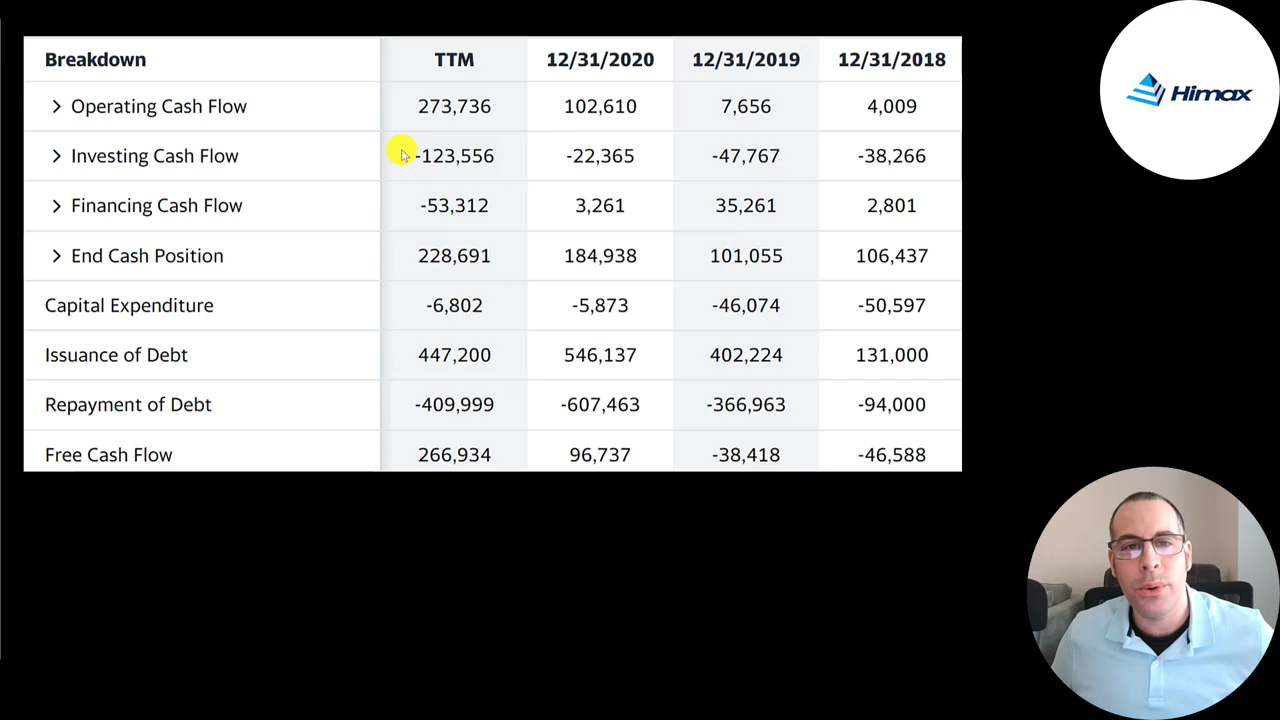 Breakdown TTM 12/31/2020 12/31/2019 12/31/2018
Operating Cash Flow 273,736 102,610 7,656 4,009
Investing Cash Flow -123,556 -22,365 -47,767 -38,266
Financing Cash Flow -53,312 3,261 35,261 2,801
End Cash Position 228,691 184,938 101,055 106,437
Capital Expenditure -6,802 -5,873 -46,074 -50,597
Issuance of Debt 447,200 546,137 402,224 131,000
Repayment of Debt -409,999 -607,463 -366,963 -94,000
Free Cash Flow 266,934 96,737 -38,418 -46,588
Himax